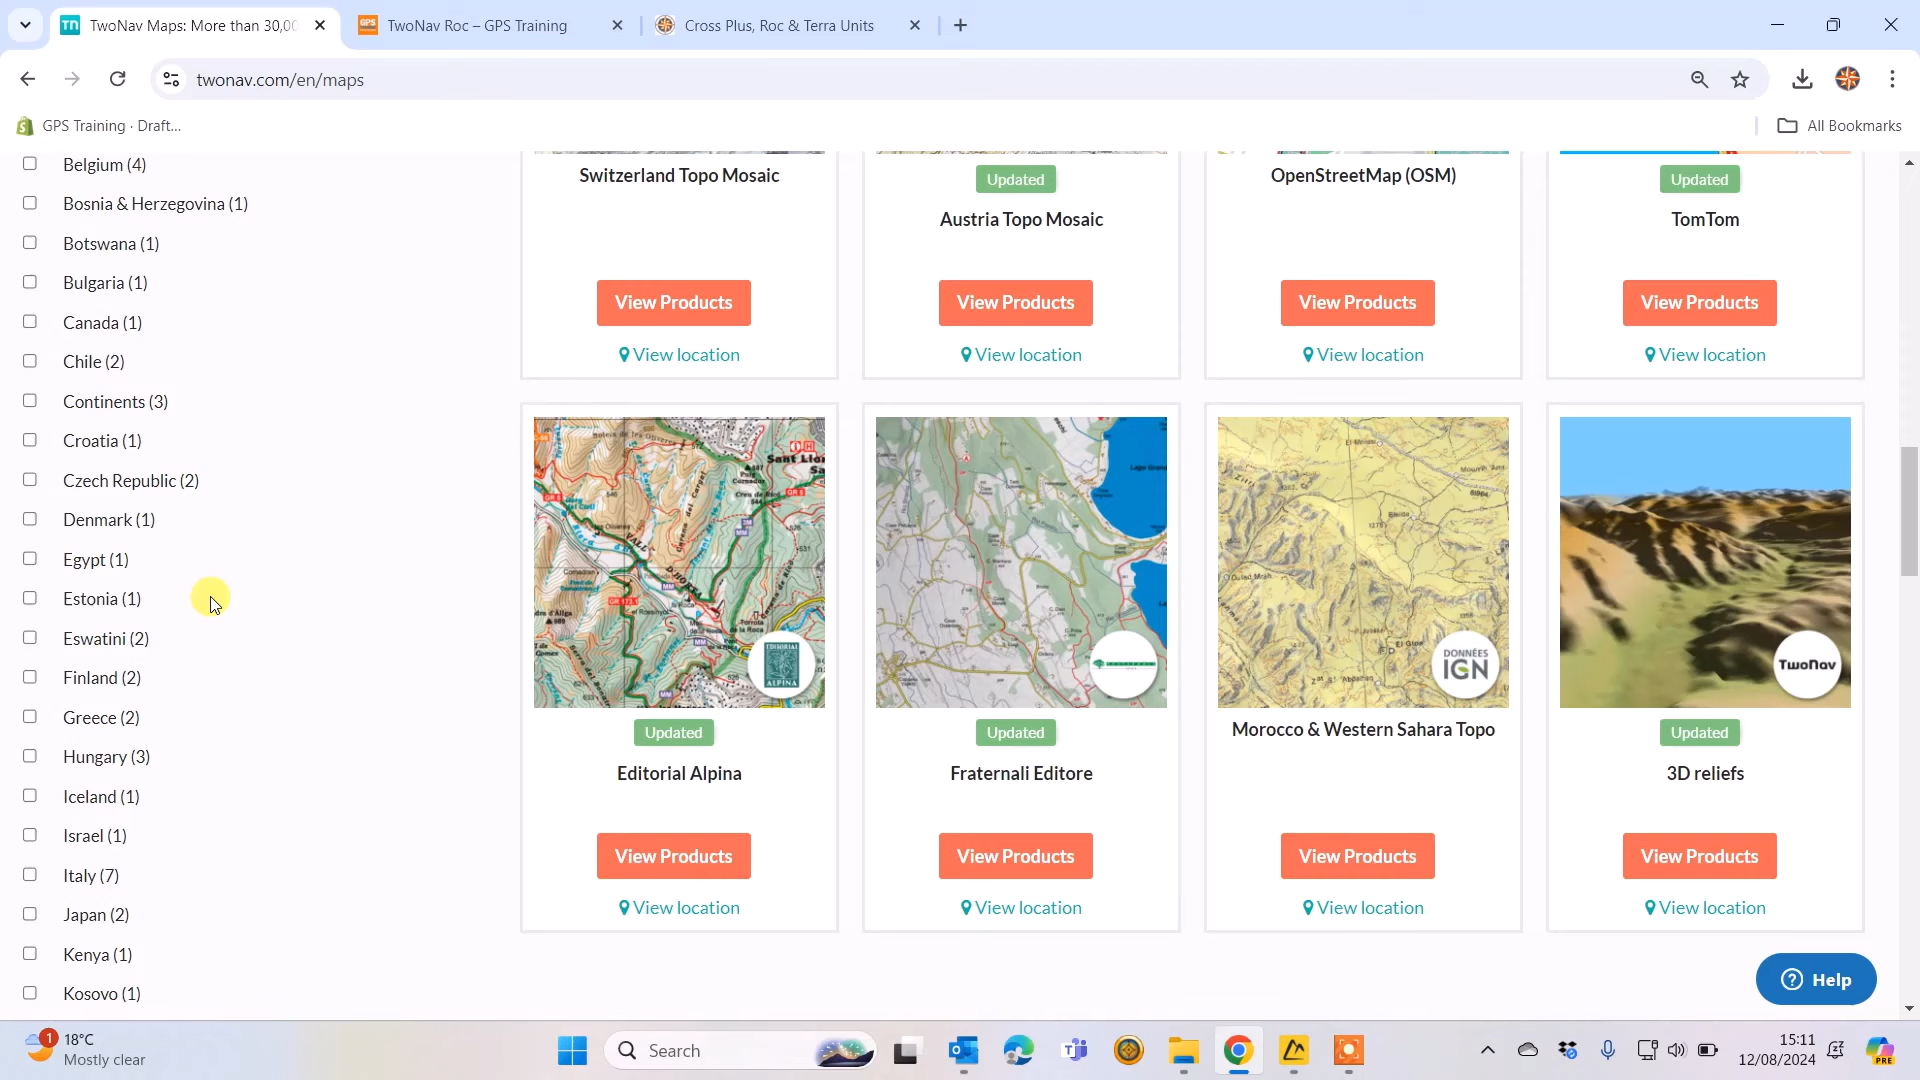 TwoNav Maps: More than 30,00
TwoNav Roc – GPS Training
Cross Plus, Roc & Terra Units
twonav.com/en/maps
GPS Training · Draft...
All Bookmarks
Belgium (4)
Bosnia & Herzegovina (1)
Botswana (1)
Bulgaria (1)
Canada (1)
Chile (2)
Continents (3)
Croatia (1)
Czech Republic (2)
Denmark (1)
Egypt (1)
Estonia (1)
Eswatini (2)
Finland (2)
Greece (2)
Hungary (3)
Iceland (1)
Israel (1)
Italy (7)
Japan (2)
Kenya (1)
Kosovo (1)
Switzerland Topo Mosaic
View Products
View location
Updated
Austria Topo Mosaic
View Products
View location
OpenStreetMap (OSM)
View Products
View location
Updated
TomTom
View Products
View location
EDITORIAL
ALPINA
Updated
Editorial Alpina
View Products
View location
Updated
Fraternali Editore
View Products
View location
DONNÉES
IGN
Morocco & Western Sahara Topo
View Products
View location
TwoNav
Updated
3D reliefs
View Products
View location
Help
1
18°C
Mostly clear
Search
15:11
12/08/2024
PRE